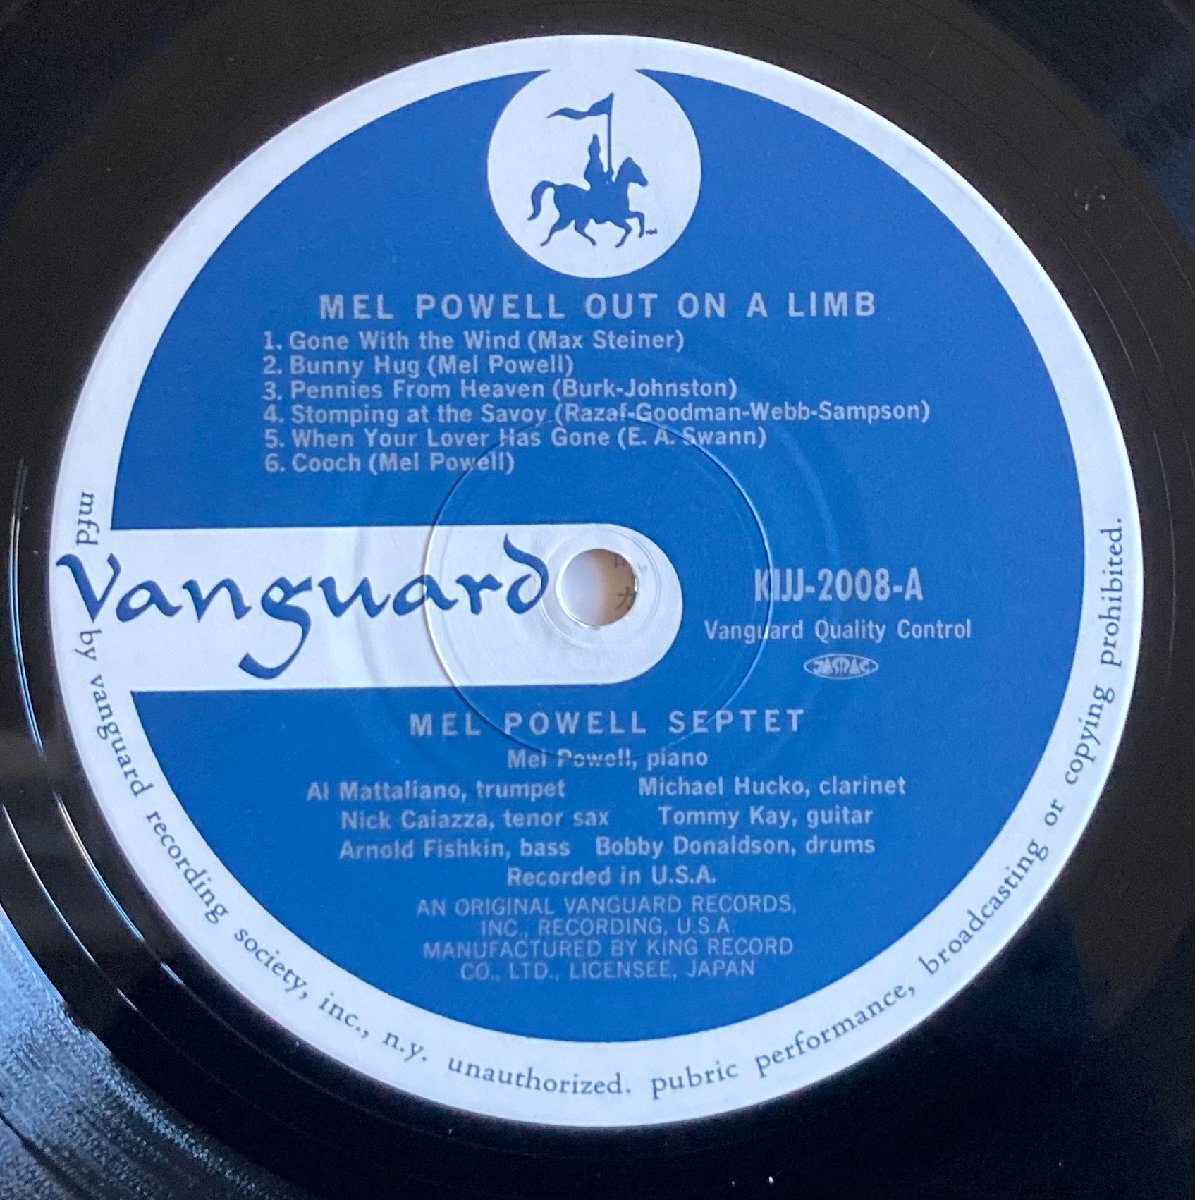 MEL POWELL OUT ON A LIMB
1. Gone With the Wind (Max Steiner)
2. Bunny Hug (Mel Powell)
3. Pennies From Heaven (Burk-Johnston)
4. Stomping at the Savoy (Razaf-Goodman-Webb-Sampson)
5. When Your Lover Has Gone (E. A. Swann)
6. Cooch (Mel Powell)
Vanguard
KIJJ-2008-A
Vanguard Quality Control
JASRAC
MEL POWELL SEPTET
Mel Powell, piano
Al Mattaliano, trumpet Michael Hucko, clarinet
Nick Caiazza, tenor sax Tommy Kay, guitar
Arnold Fishkin, bass Bobby Donaldson, drums
Recorded in U.S.A.
AN ORIGINAL VANGUARD RECORDS,
INC., RECORDING, U.S.A.
MANUFACTURED BY KING RECORD
CO., LTD., LICENSEE, JAPAN
mfd by vanguard recording society, inc., n.y. unauthorized. pubric performance, broadcasting or copying prohibited.